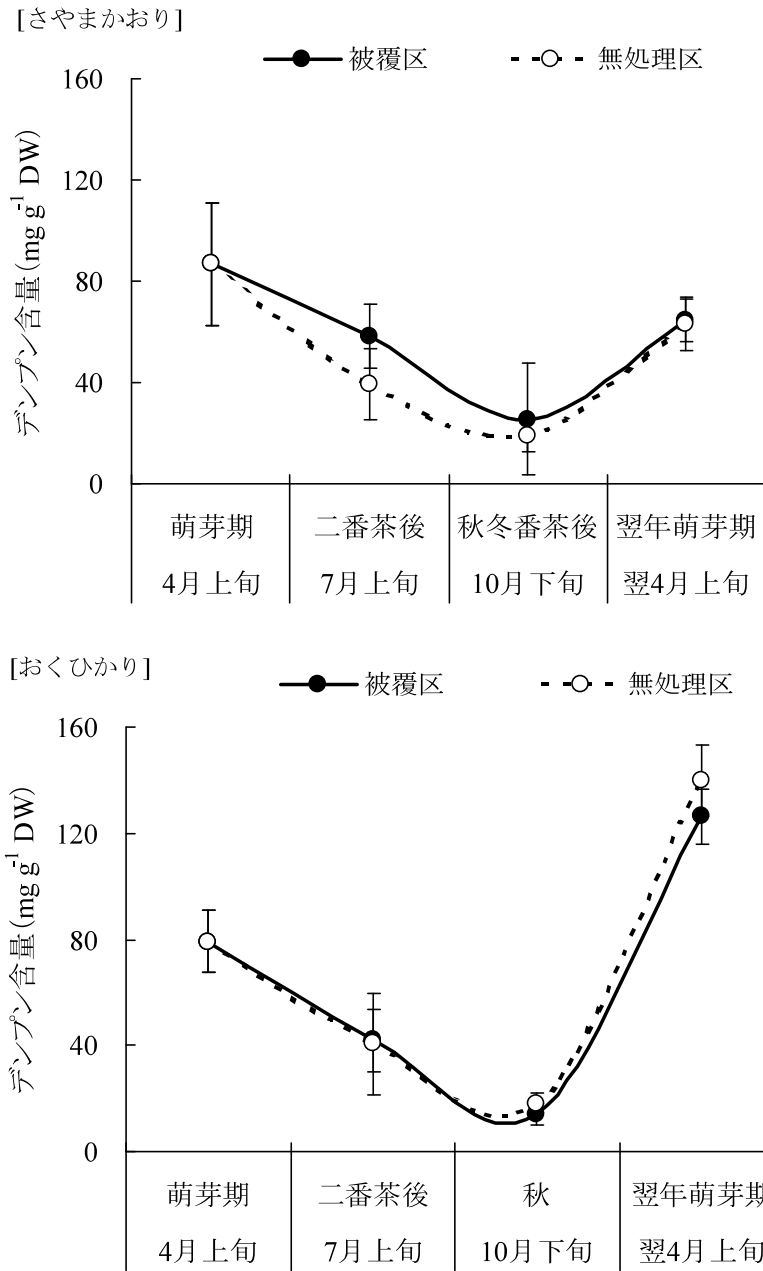 [さやまかおり]
被覆区 無処理区
デンプン含量(mg g⁻¹ DW)
160
120
80
40
0
萌芽期 二番茶後 秋冬番茶後 翌年萌芽期
4月上旬 7月上旬 10月下旬 翌4月上旬
[おくひかり]
被覆区 無処理区
デンプン含量(mg g⁻¹ DW)
160
120
80
40
0
萌芽期 二番茶後 秋 翌年萌芽期
4月上旬 7月上旬 10月下旬 翌4月上旬